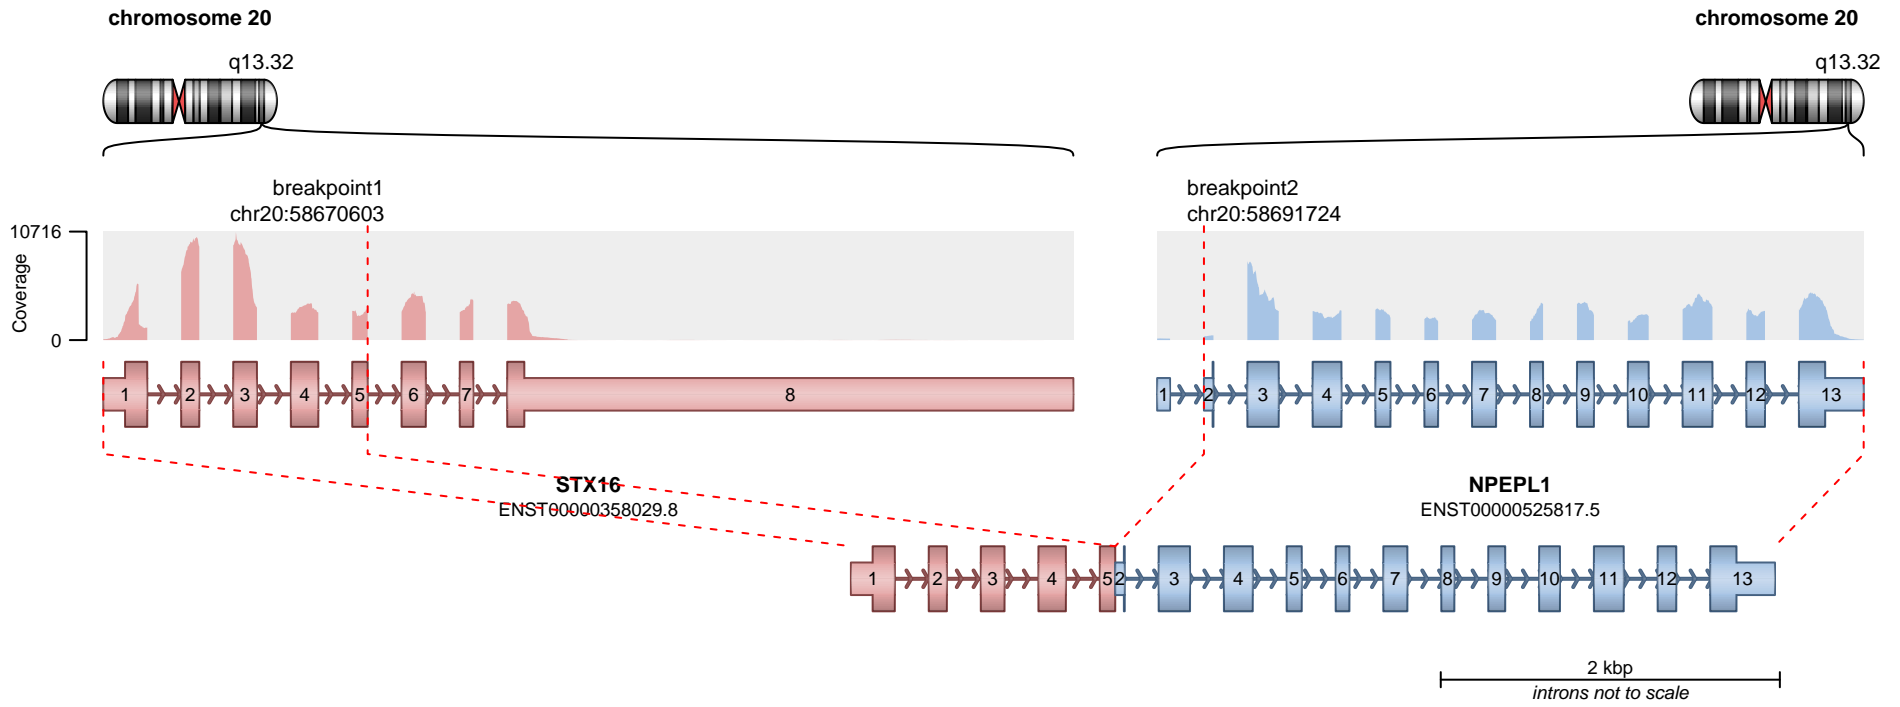 chromosome 20
chromosome 20
q13.32
q13.32
breakpoint1
chr20:58670603
breakpoint2
chr20:58691724
10716
Coverage
0
1 2 3 4 5 6 7 8
1 2 3 4 5 6 7 8 9 10 11 12 13
STX16
ENST00000358029.8
NPEPL1
ENST00000525817.5
1 2 3 4 5 2 3 4 5 6 7 8 9 10 11 12 13
2 kbp
introns not to scale